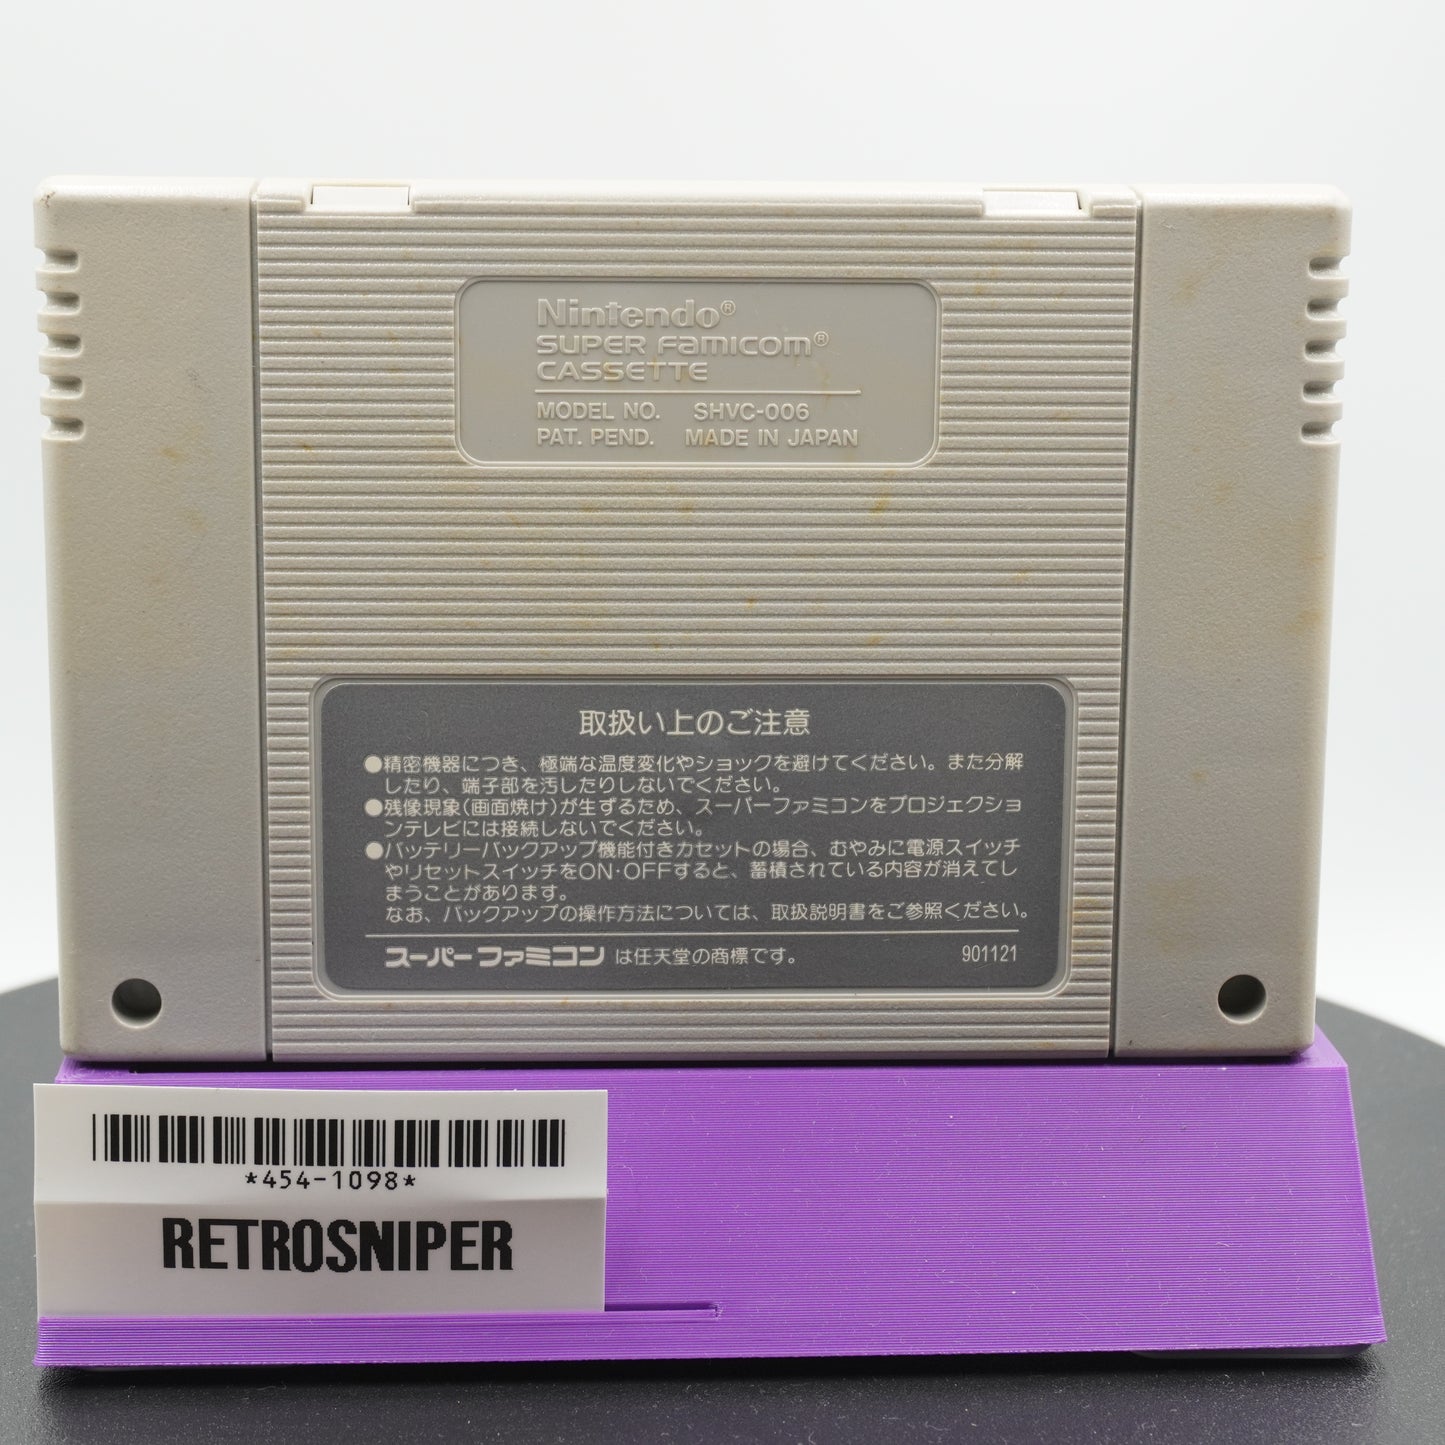 Nintendo®
SUPER FAMICOM®
CASSETTE
MODEL NO. SHVC-006
PAT. PEND. MADE IN JAPAN
取扱い上のご注意
●精密機器につき、極端な温度変化やショックを避けてください。また分解
したり、端子部を汚したりしないでください。
●残像現象(画面焼け)が生ずるため、スーパーファミコンをプロジェクショ
ンテレビには接続しないでください。
●バッテリーバックアップ機能付きカセットの場合、むやみに電源スイッチ
やリセットスイッチをON・OFFすると、蓄積されている内容が消えてし
まうことがあります。
なお、バックアップの操作方法については、取扱説明書をご参照ください。
スーパーファミコン は任天堂の商標です。 901121
*454-1098*
RETROSNIPER